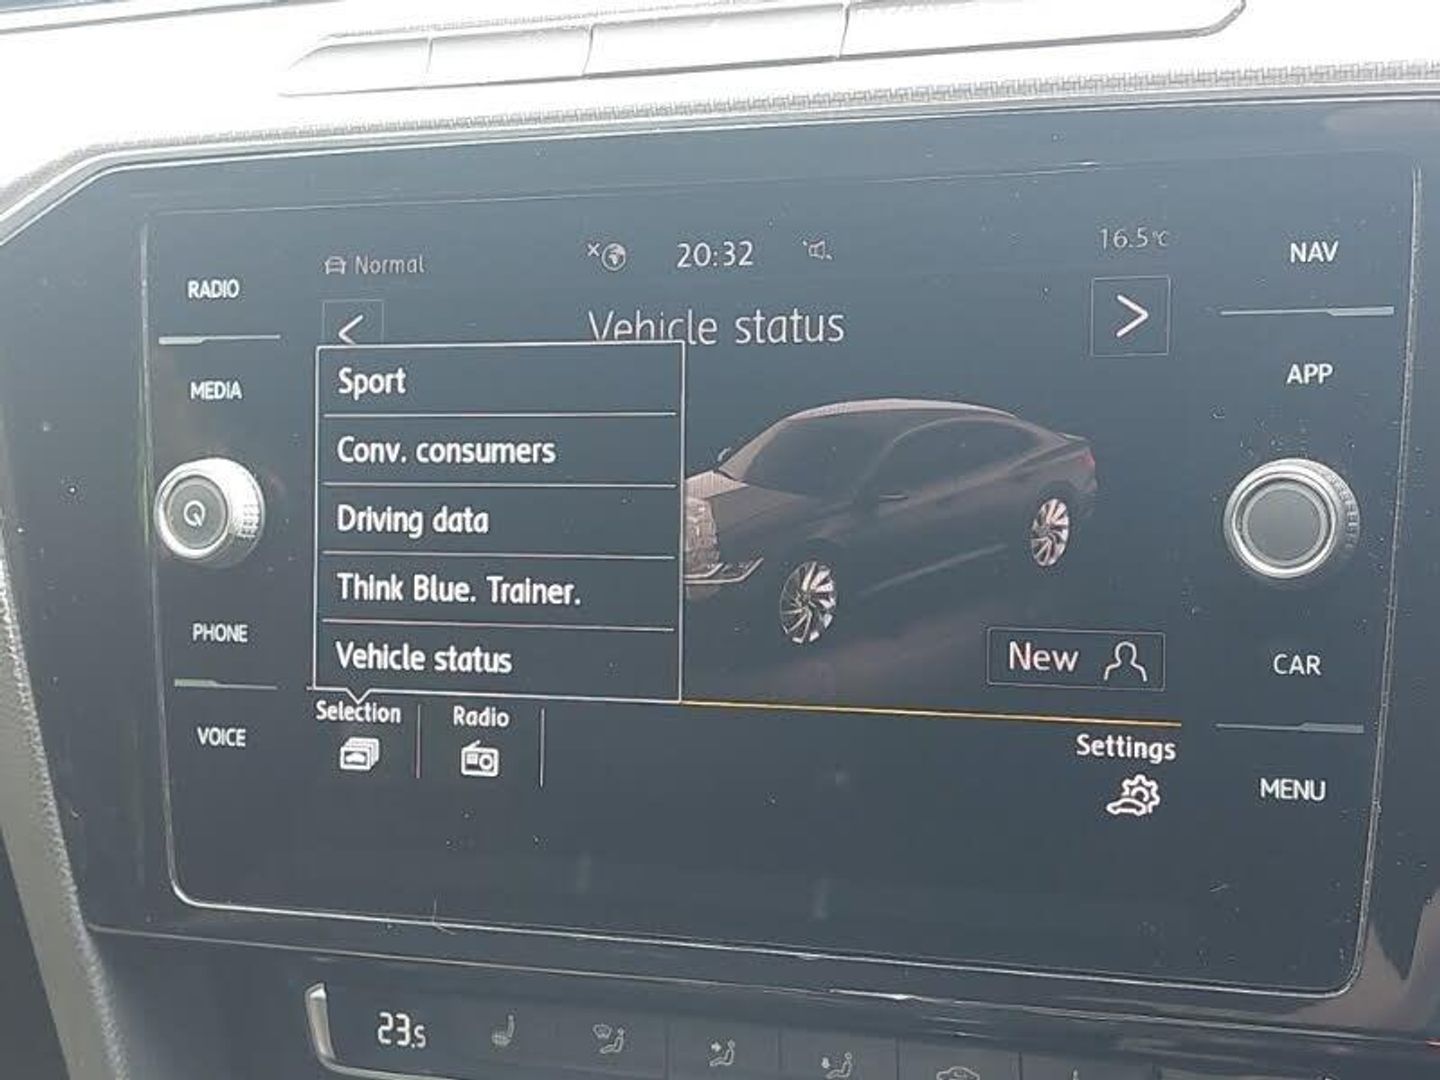 Normal
20:32
16.5°C
Vehicle status
RADIO
MEDIA
PHONE
VOICE
Sport
Conv. consumers
Driving data
Think Blue. Trainer.
Vehicle status
Selection
Radio
New
Settings
NAV
APP
CAR
MENU
23.5